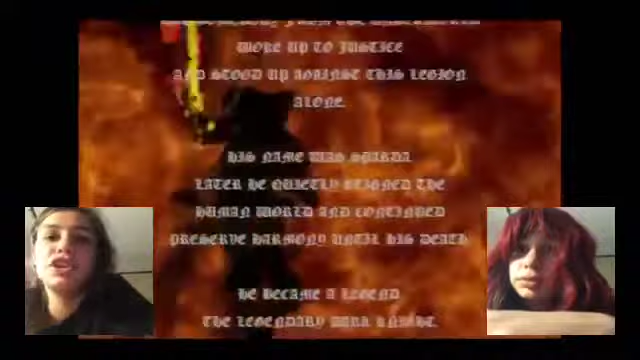 WOKE UP TO JUSTICE
AND STOOD UP AGAINST THIS LEGION
ALONE.
HIS NAME WAS SPARDA
LATER HE QUIETLY REIGNED THE
HUMAN WORLD AND CONTINUED
PRESERVE HARMONY UNTIL HIS DEATH
HE BECAME A LEGEND
THE LEGENDARY DARK KNIGHT.